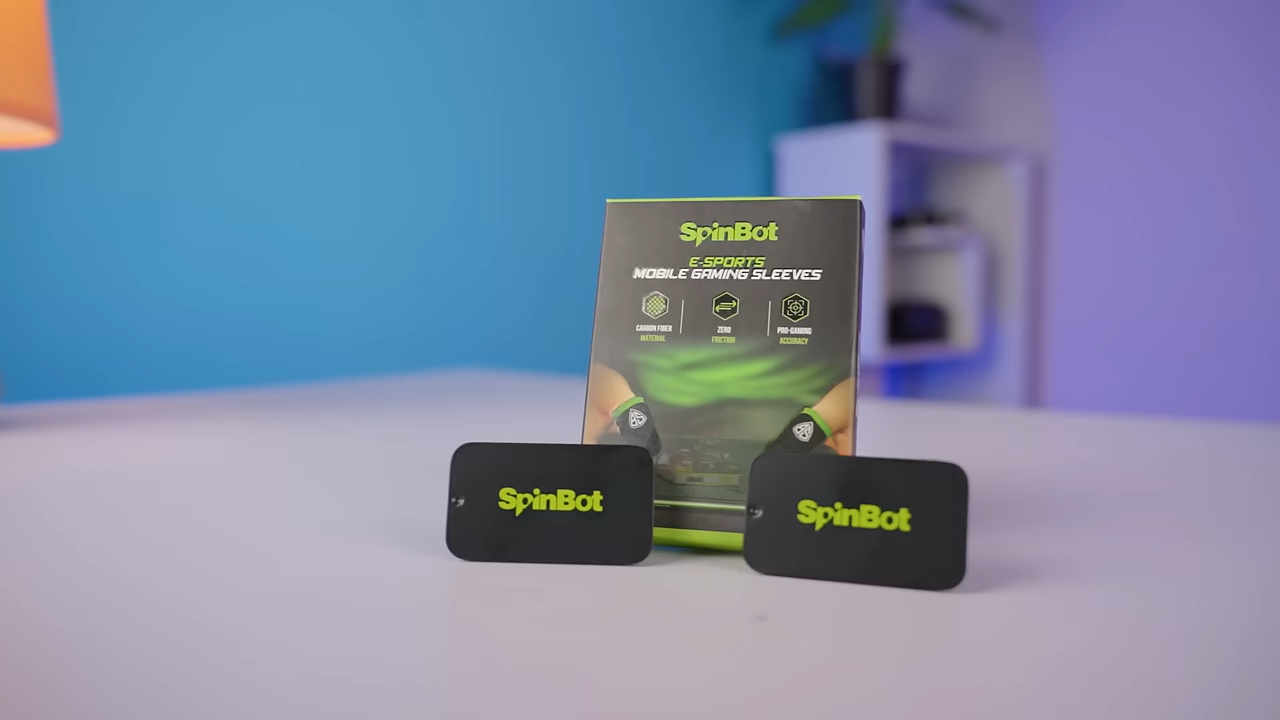 SpinBot
E-SPORTS
MOBILE GAMING SLEEVES
CARBON FIBER
MATERIAL
ZERO
FRICTION
PRO-GAMING
ACCURACY
SpinBot
SpinBot